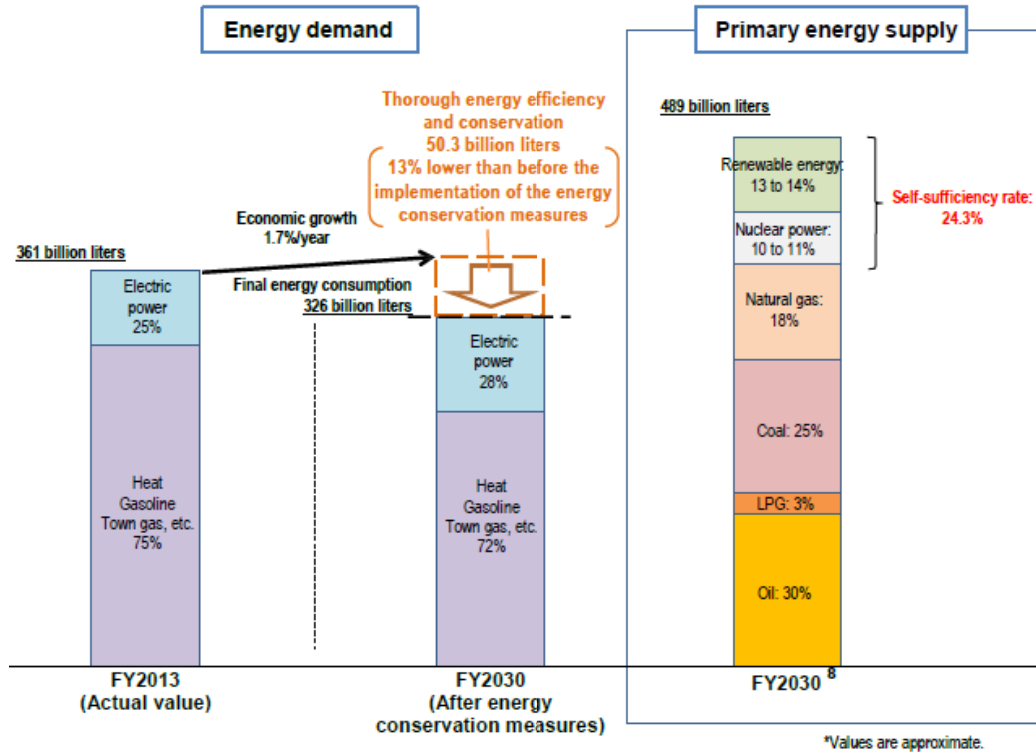 Energy demand
Primary energy supply
Thorough energy efficiency
and conservation
50.3 billion liters
13% lower than before the
implementation of the energy
conservation measures
Economic growth
1.7%/year
361 billion liters
Final energy consumption
326 billion liters
Electric
power
25%
Heat
Gasoline
Town gas, etc.
75%
FY2013
(Actual value)
Electric
power
28%
Heat
Gasoline
Town gas, etc.
72%
FY2030
(After energy
conservation measures)
489 billion liters
Renewable energy:
13 to 14%
Nuclear power:
10 to 11%
Self-sufficiency rate:
24.3%
Natural gas:
18%
Coal: 25%
LPG: 3%
Oil: 30%
FY2030 8
*Values are approximate.